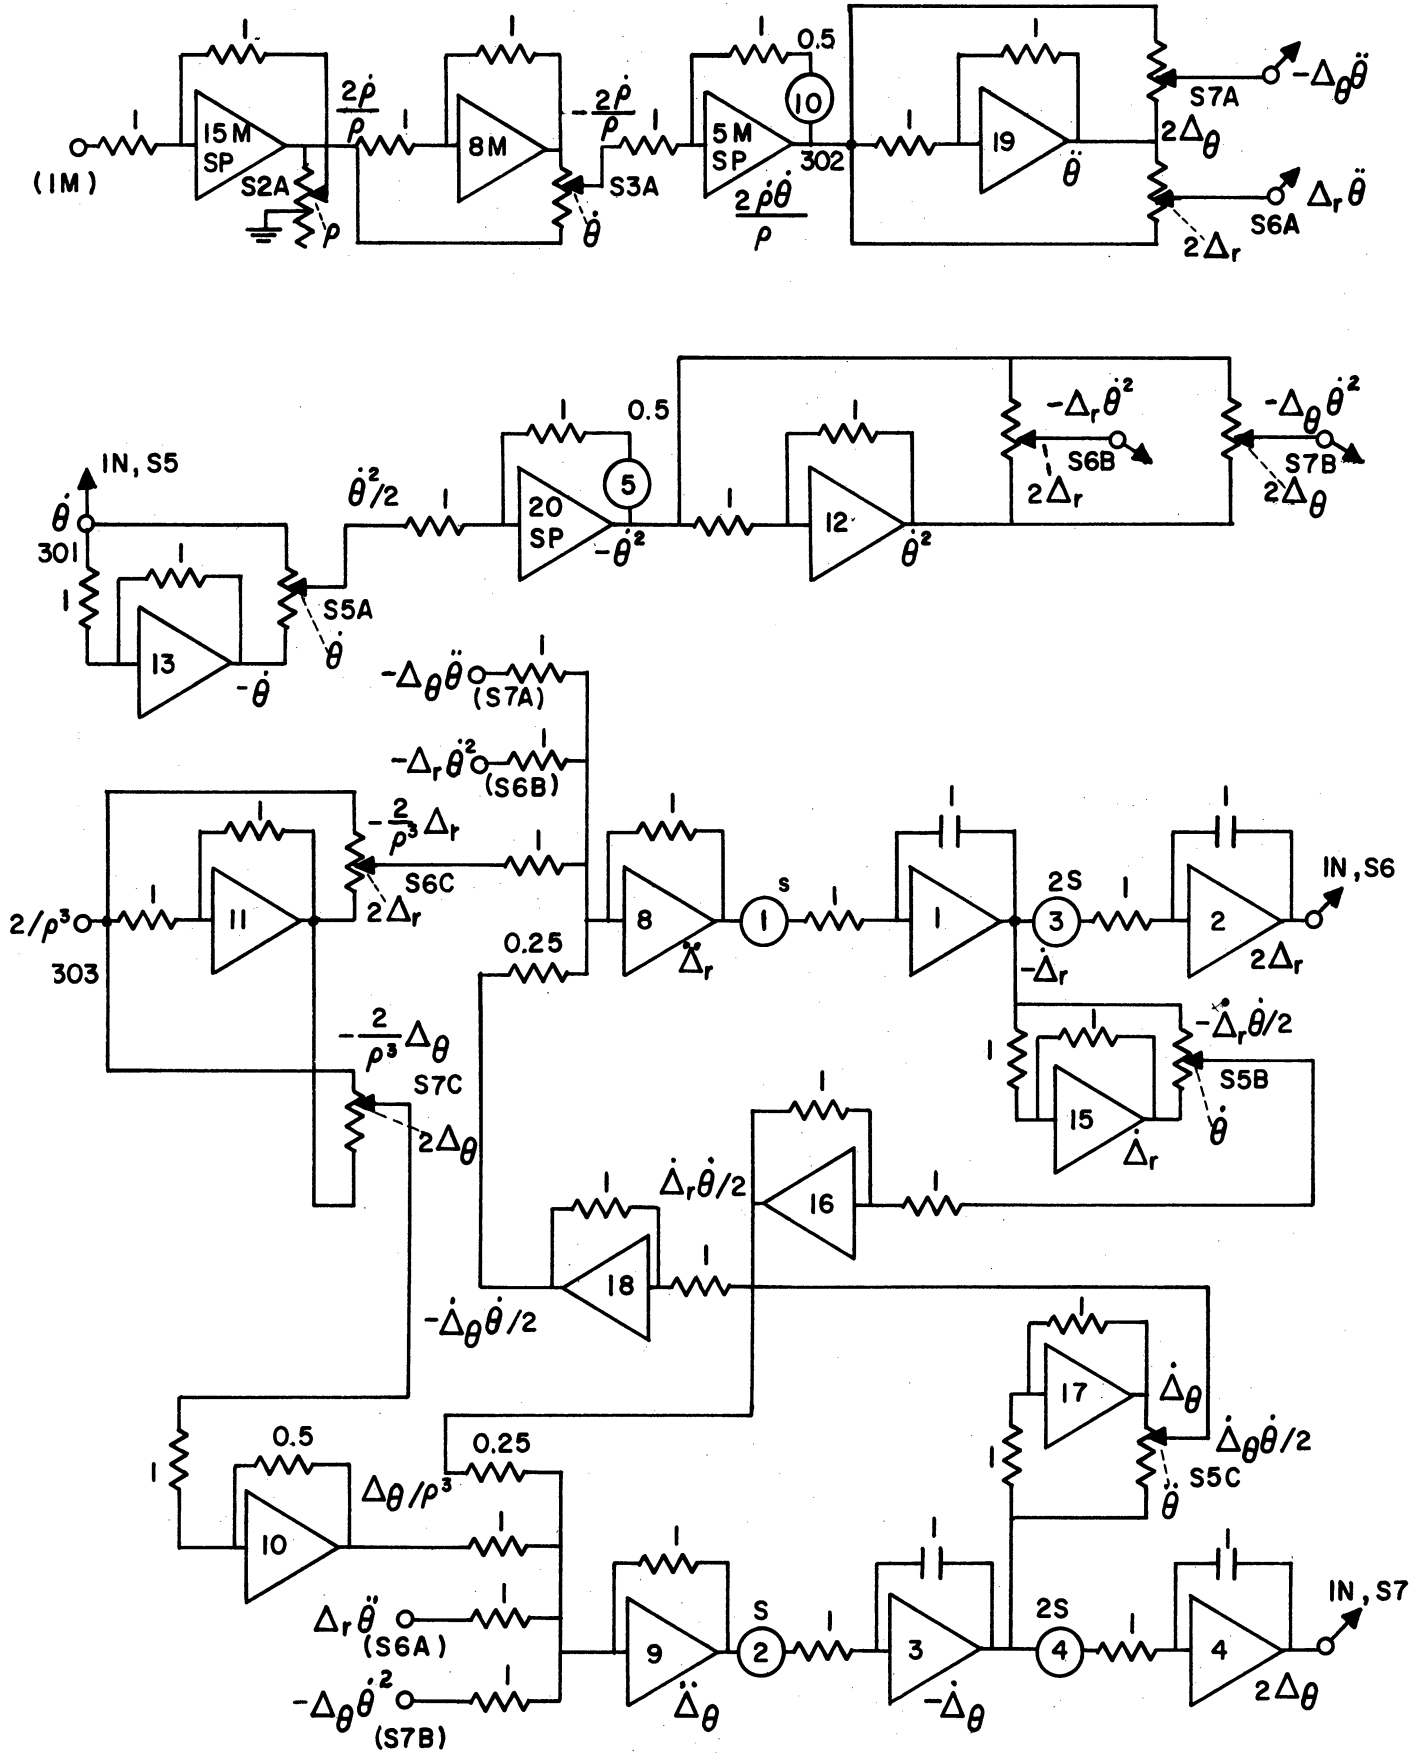 1
1
1
0.5
1
(1M)
1
15M
SP
S2A
ρ
2ρ̇/ρ
1
8M
-2ρ̇/ρ
1
S3A
θ̇
5M
SP
10
302
2ρ̇θ̇/ρ
1
19
θ̈
S7A
-Δθθ̈
2Δθ
Δrθ̈
S6A
2Δr
IN, S5
θ̇
301
1
1
13
-θ̇
S5A
θ̇
θ̇²/2
1
1
0.5
20
SP
5
-θ̇²
1
1
12
θ̇²
-Δrθ̇²
S6B
2Δr
-Δθθ̇²
S7B
2Δθ
-Δθθ̈
1
(S7A)
-Δrθ̇²
1
(S6B)
2/ρ³
303
1
1
11
-2/ρ³ Δr
S6C
2Δr
1
0.25
1
8
Δ̈r
S
1
1
1
1
-Δ̇r
2S
3
1
1
2
2Δr
IN, S6
-2/ρ³ Δθ
S7C
2Δθ
1
1
15
Δ̇r
-Δ̇rθ̇/2
S5B
θ̇
1
16
1
Δ̇rθ̇/2
1
18
1
-Δ̇θθ̇/2
1
17
1
Δ̇θ
Δ̇θθ̇/2
S5C
θ̈
1
0.5
10
Δθ/ρ³
0.25
1
Δrθ̈
1
(S6A)
-Δθθ̇²
1
(S7B)
1
9
Δ̈θ
S
2
1
1
3
-Δ̇θ
2S
4
1
1
4
2Δθ
IN, S7